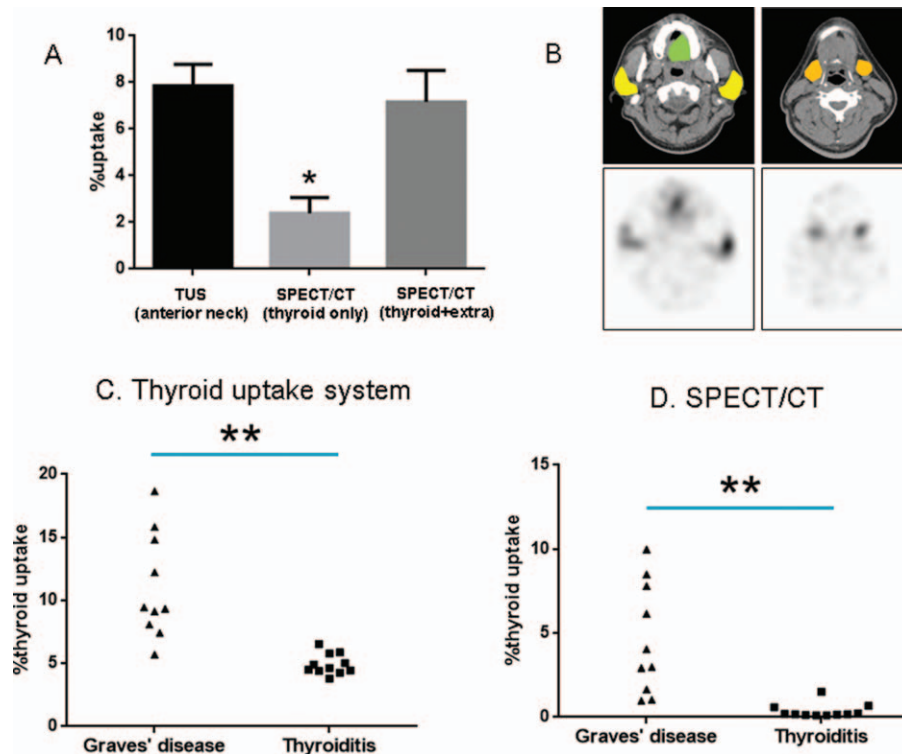 A
B
%uptake
8
6
4
2
0
*
TUS
(anterior neck)
SPECT/CT
(thyroid only)
SPECT/CT
(thyroid+extra)
C. Thyroid uptake system
**
%thyroid uptake
20
15
10
5
0
Graves' disease
Thyroiditis
D. SPECT/CT
**
%thyroid uptake
15
10
5
0
Graves' disease
Thyroiditis